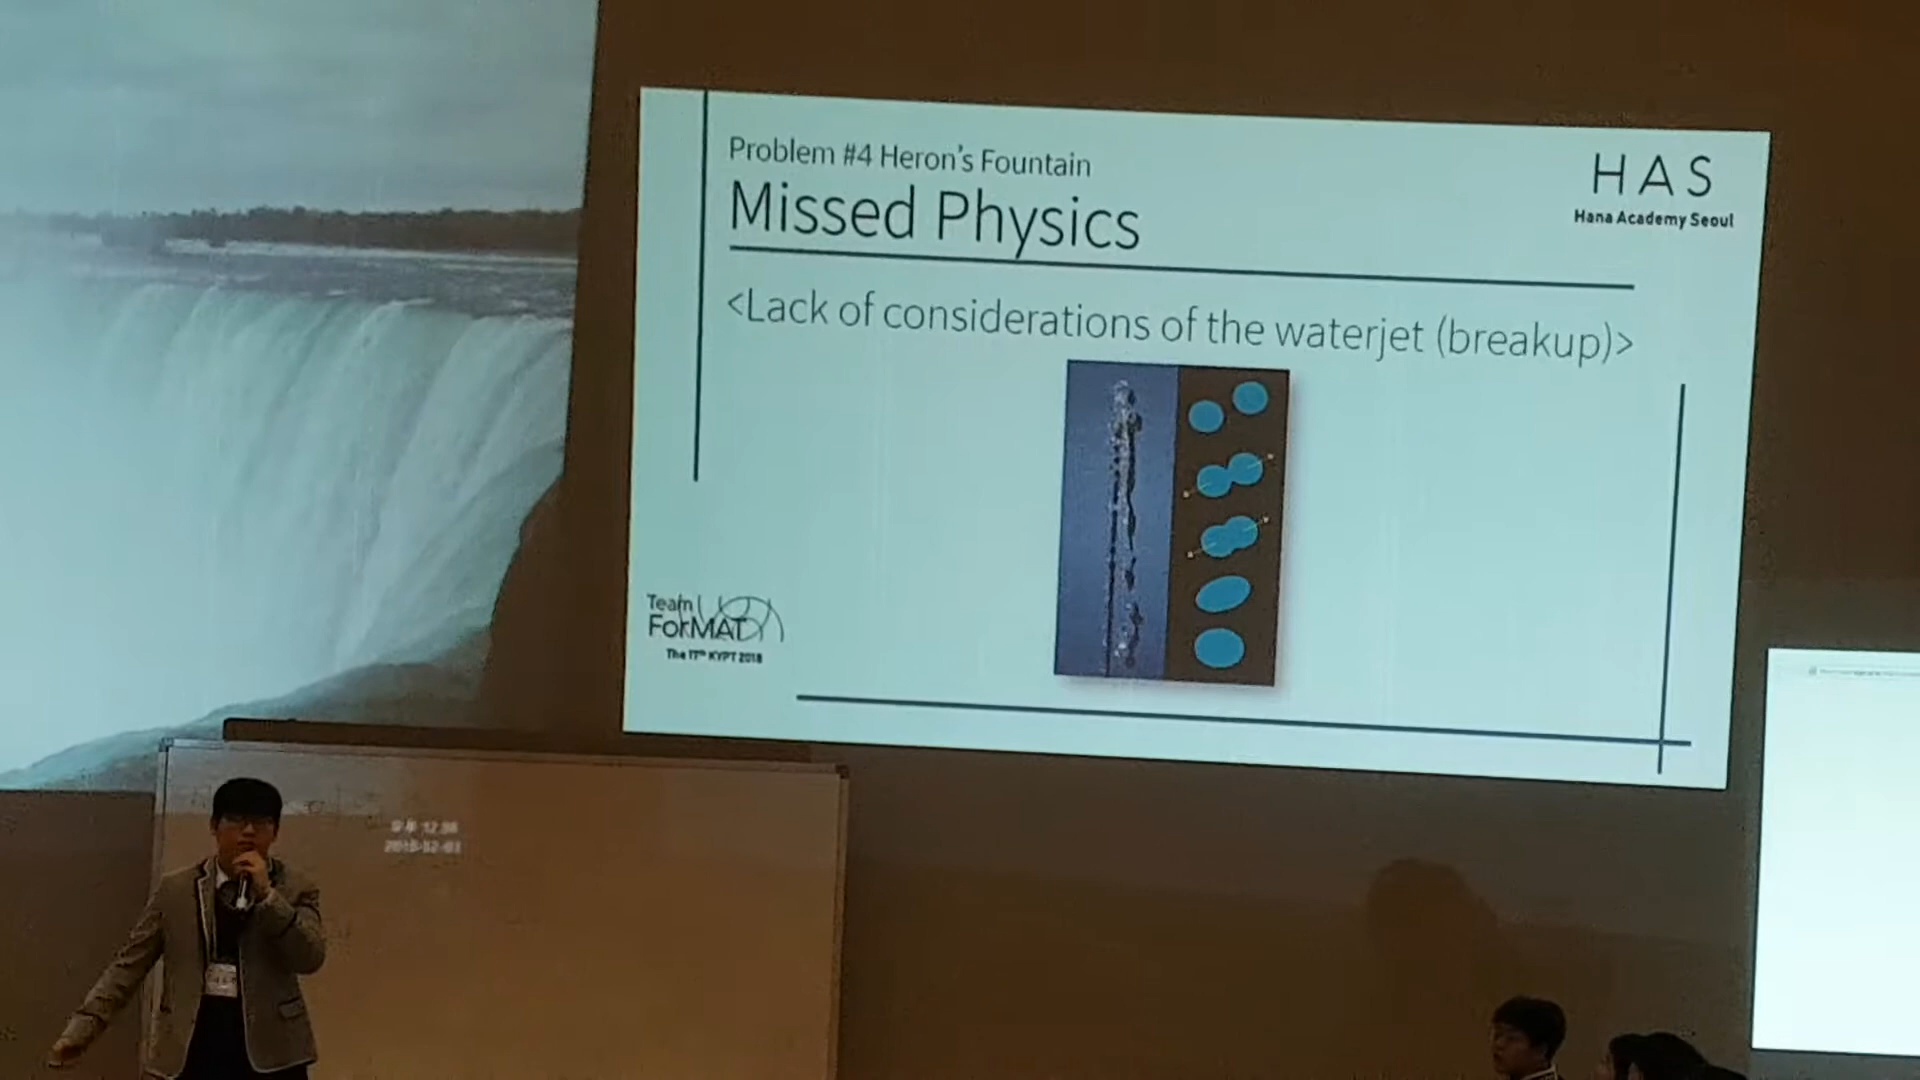 Problem #4 Heron's Fountain
Missed Physics
HAS
Hana Academy Seoul
<Lack of considerations of the waterjet (breakup)>
Team
ForMAT
The 17th KYPT 2018